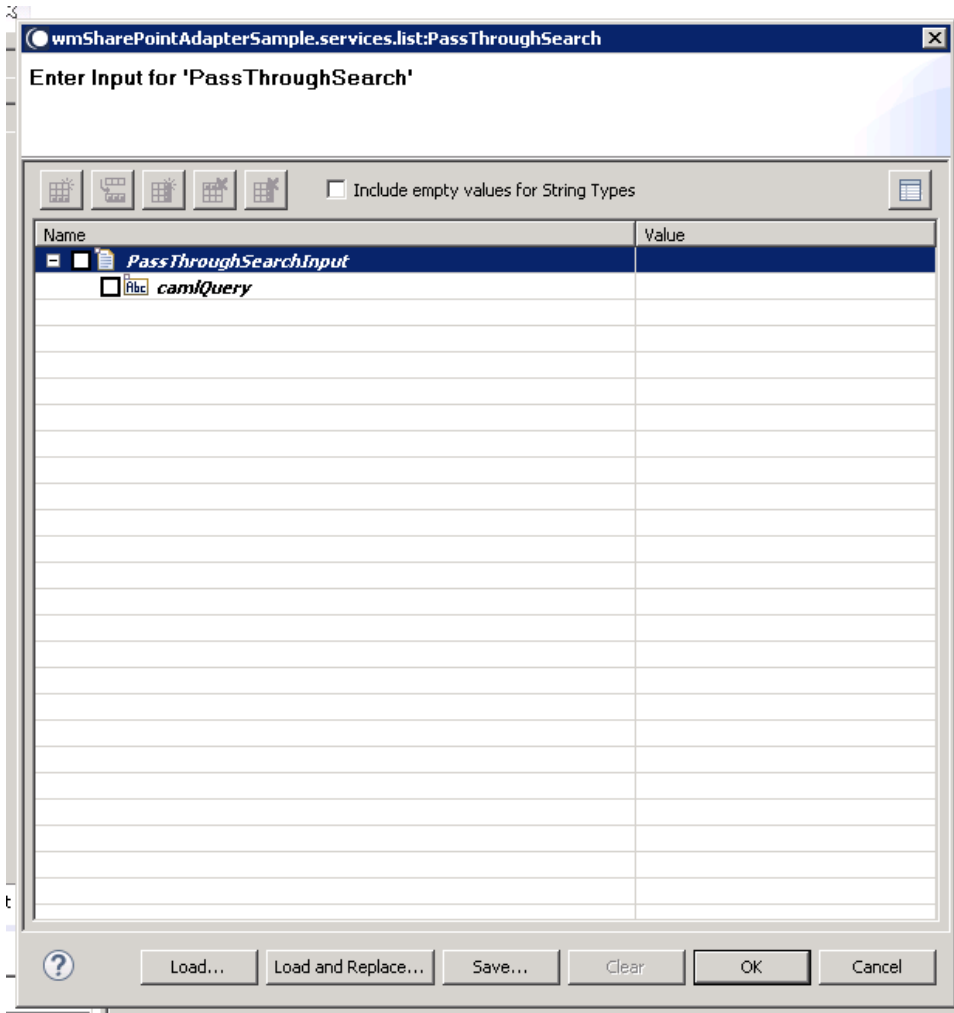 wmSharePointAdapterSample.services.list:PassThroughSearch
Enter Input for 'PassThroughSearch'
Include empty values for String Types
Name Value
PassThroughSearchInput
Abc camlQuery
t
? Load... Load and Replace... Save... Clear OK Cancel